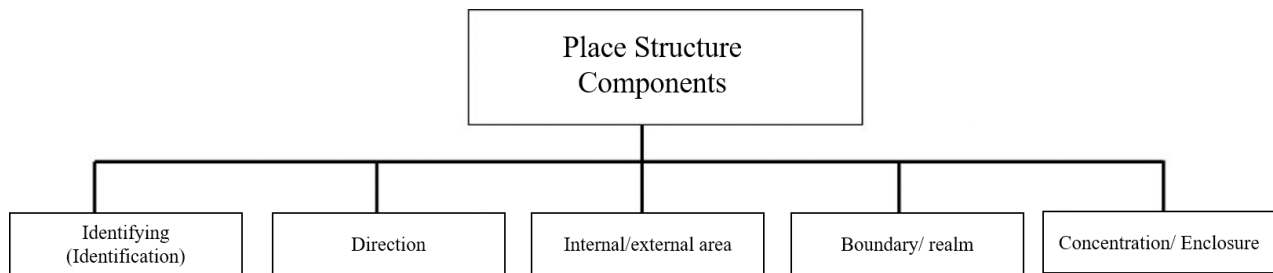 Place Structure
Components
Identifying
(Identification)
Direction
Internal/external area
Boundary/ realm
Concentration/ Enclosure